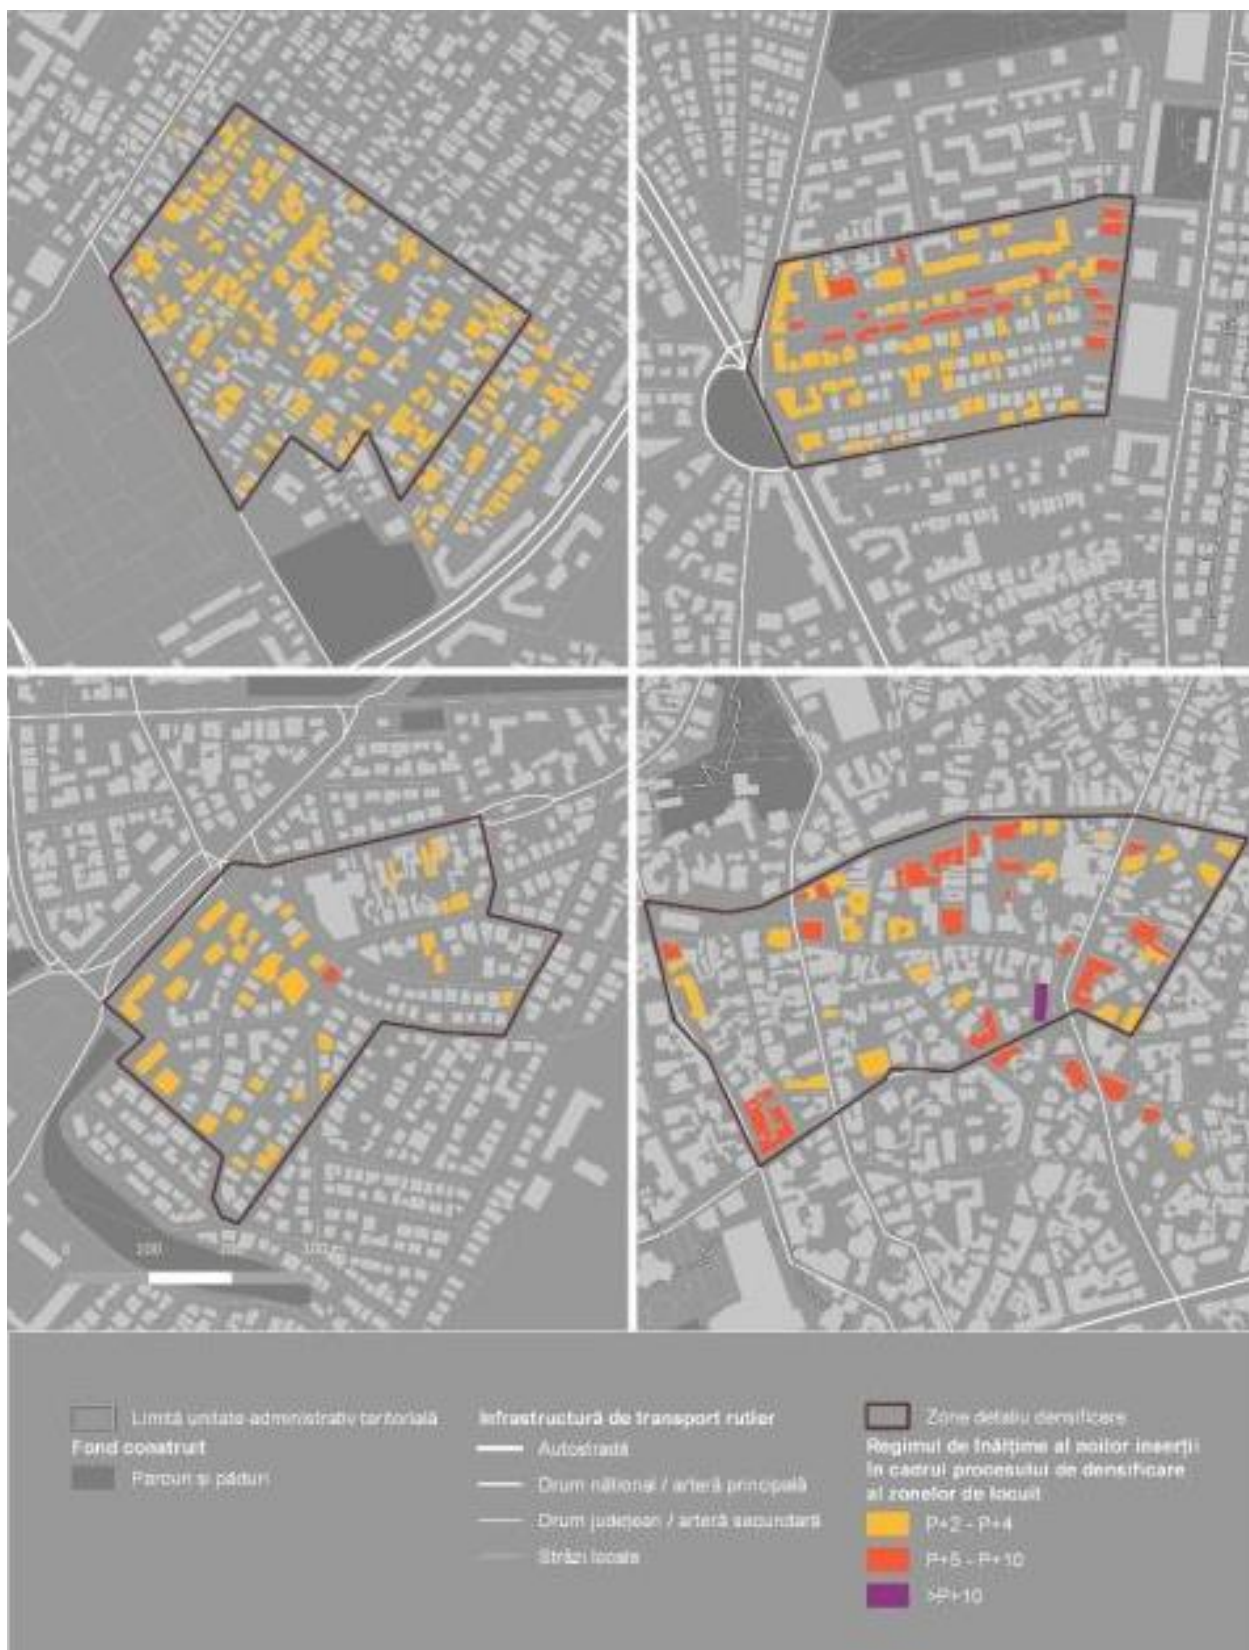 0 100
Limită unitate administrativ teritorială
Fond construit
Parcuri și păduri
Infrastructură de transport rutier
Autostradă
Drum național / arteră principală
Drum județean / arteră secundară
Străzi locale
Zone detaliu densificare
Regimul de înălțime al noilor inserții
în cadrul procesului de densificare
al zonelor de locuit
P+2 - P+4
P+5 - P+10
>P+10